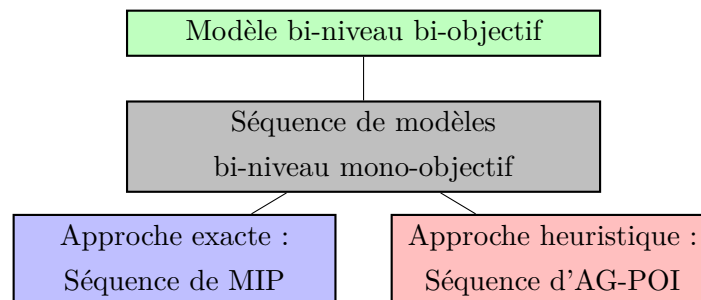 Modèle bi-niveau bi-objectif
Séquence de modèles
bi-niveau mono-objectif
Approche exacte :
Séquence de MIP
Approche heuristique :
Séquence d'AG-POI